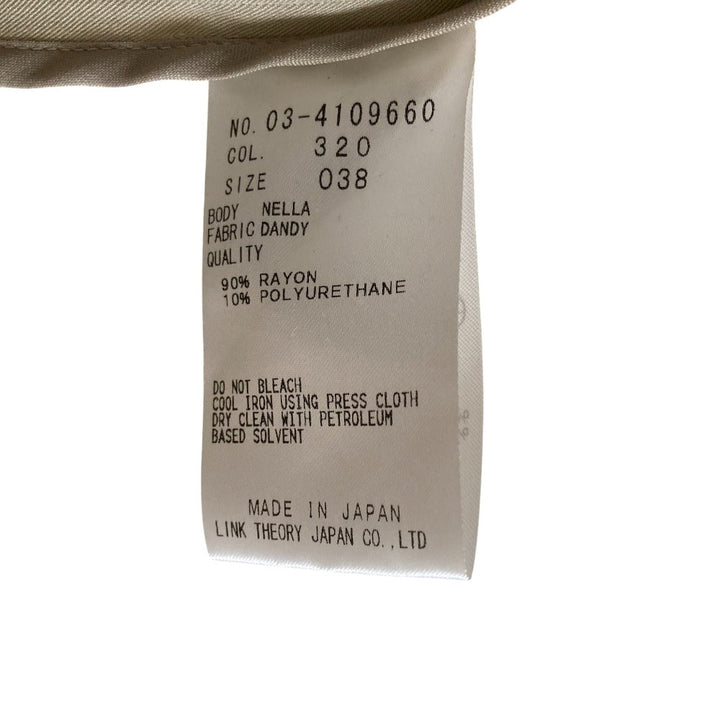 NO. 03-4109660
COL. 320
SIZE 038
BODY NELLA
FABRIC DANDY
QUALITY
90% RAYON
10% POLYURETHANE
DO NOT BLEACH
COOL IRON USING PRESS CLOTH
DRY CLEAN WITH PETROLEUM
BASED SOLVENT
MADE IN JAPAN
LINK THEORY JAPAN CO.,LTD